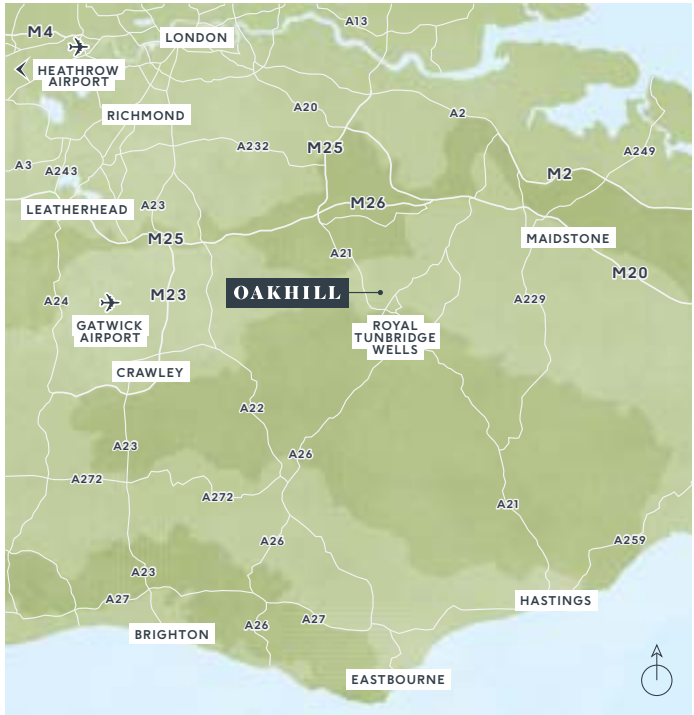 A13
M4
LONDON
HEATHROW
AIRPORT
A20
A2
RICHMOND
A232
M25
A249
A3
A243
M2
A23
M26
LEATHERHEAD
M25
MAIDSTONE
A21
M20
OAKHILL
M23
A24
A229
GATWICK
AIRPORT
ROYAL
TUNBRIDGE
WELLS
CRAWLEY
A22
A23
A26
A272
A272
A21
A26
A259
A23
A27
HASTINGS
A27
A26
BRIGHTON
EASTBOURNE